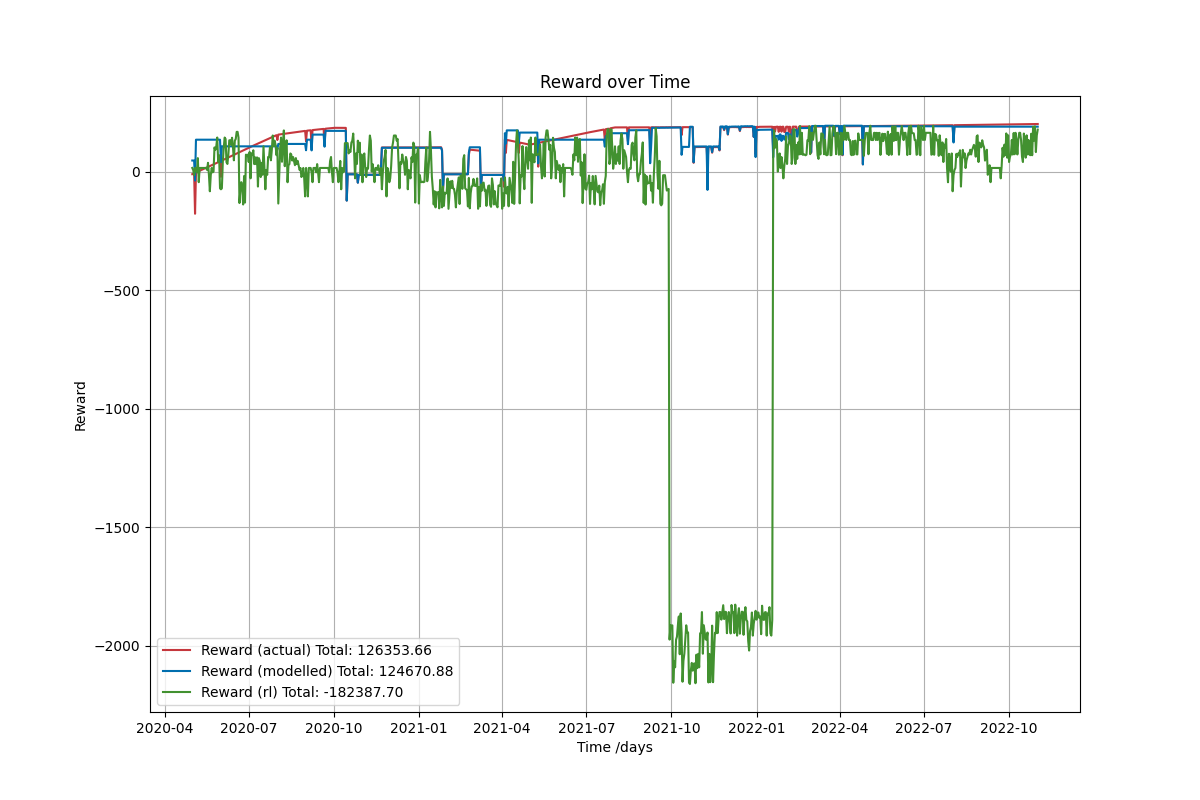 Reward over Time
Reward
0
−500
−1000
−1500
−2000
Reward (actual) Total: 126353.66
Reward (modelled) Total: 124670.88
Reward (rl) Total: -182387.70
2020-04 2020-07 2020-10 2021-01 2021-04 2021-07 2021-10 2022-01 2022-04 2022-07 2022-10
Time /days